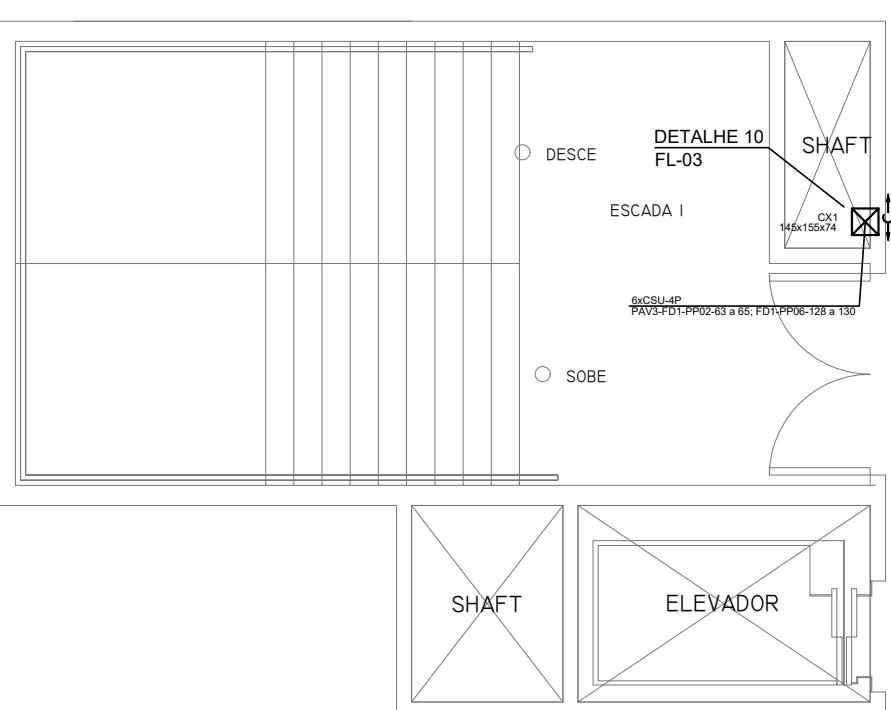 DETALHE 10
FL-03
SHAFT
DESCE
ESCADA I
CX1
145x155x74
6xCSU-4P
PAV3-FD1-PP02-63 a 65; FD1-PP06-128 a 130
SOBE
SHAFT
ELEVADOR